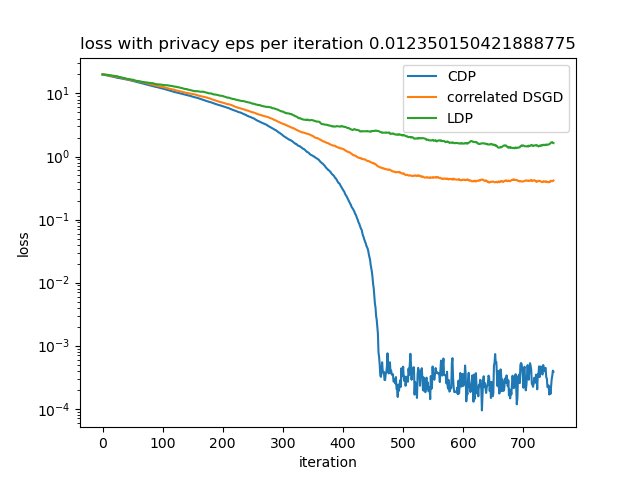 loss with privacy eps per iteration 0.012350150421888775
CDP
correlated DSGD
LDP
loss
10¹
10⁰
10⁻¹
10⁻²
10⁻³
10⁻⁴
0 100 200 300 400 500 600 700
iteration